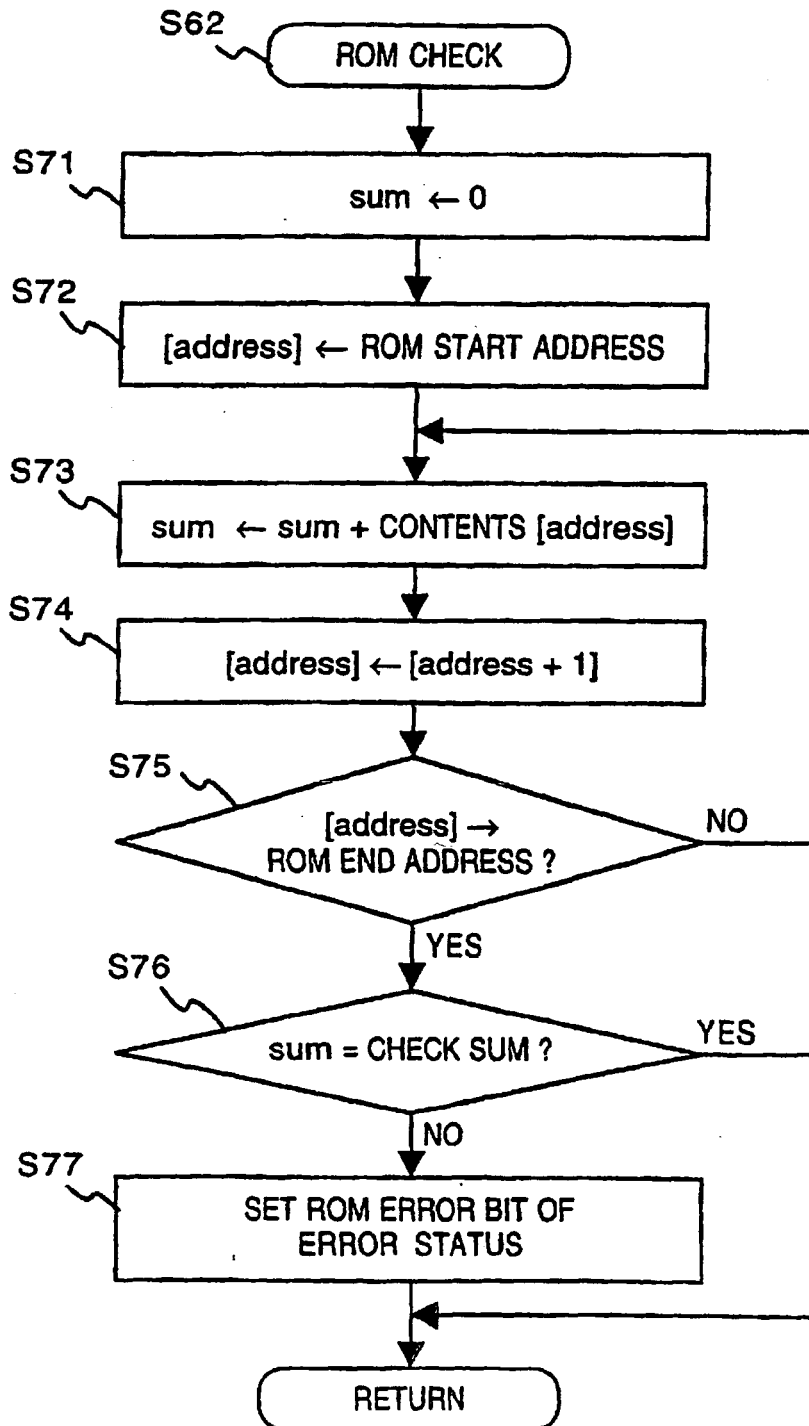 S62
ROM CHECK
S71
sum ← 0
S72
[address] ← ROM START ADDRESS
S73
sum ← sum + CONTENTS [address]
S74
[address] ← [address + 1]
S75
[address] →
ROM END ADDRESS ?
NO
YES
S76
sum = CHECK SUM ?
YES
NO
S77
SET ROM ERROR BIT OF
ERROR STATUS
RETURN